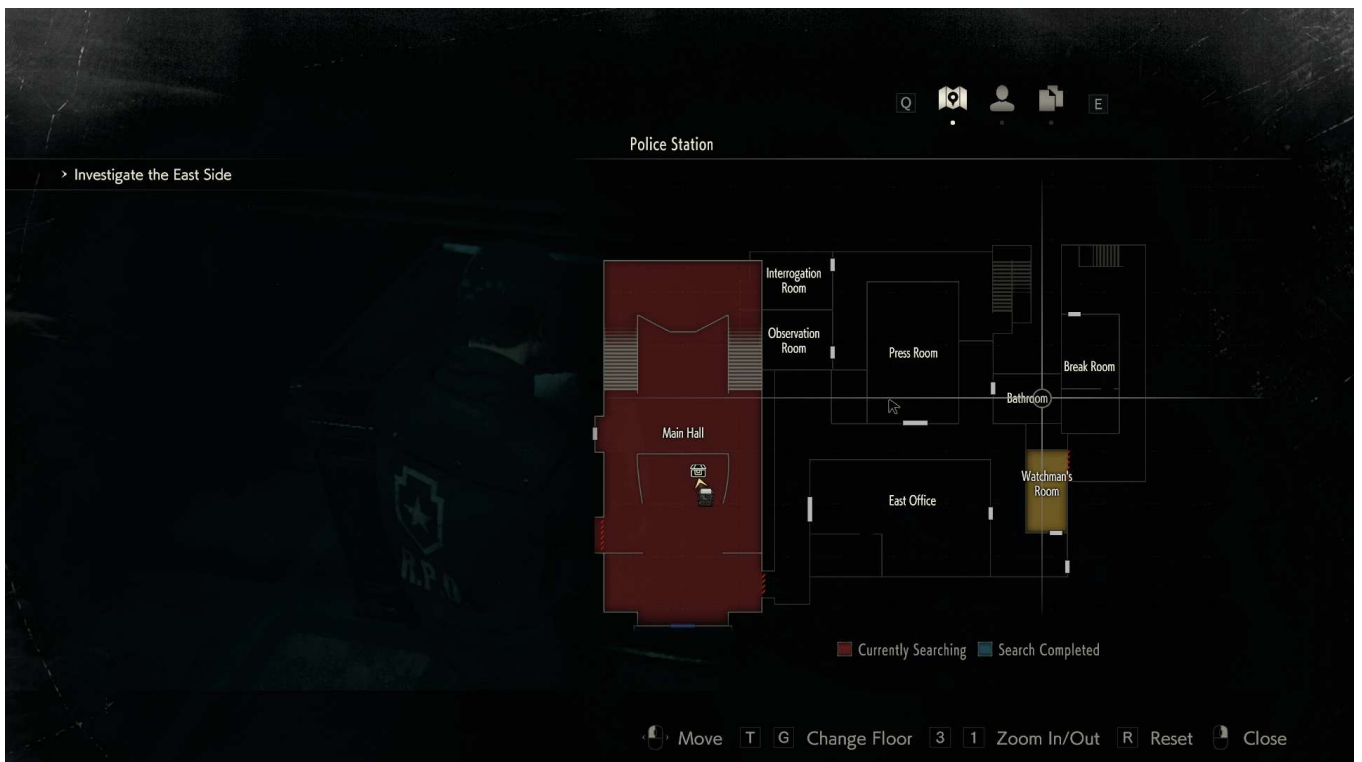 Q E
Police Station
> Investigate the East Side
Interrogation
Room
Observation
Room
Press Room
Break Room
Bathroom
Main Hall
Watchman's
Room
East Office
Currently Searching Search Completed
R.P.D.
Move T G Change Floor 3 1 Zoom In/Out R Reset Close